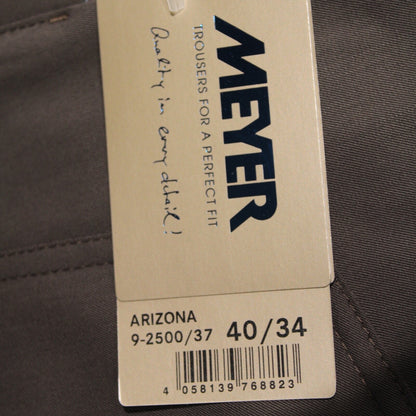 MEYER
TROUSERS FOR A PERFECT FIT
Quality in every detail!
ARIZONA
9-2500/37 40/34
4 058139 768823